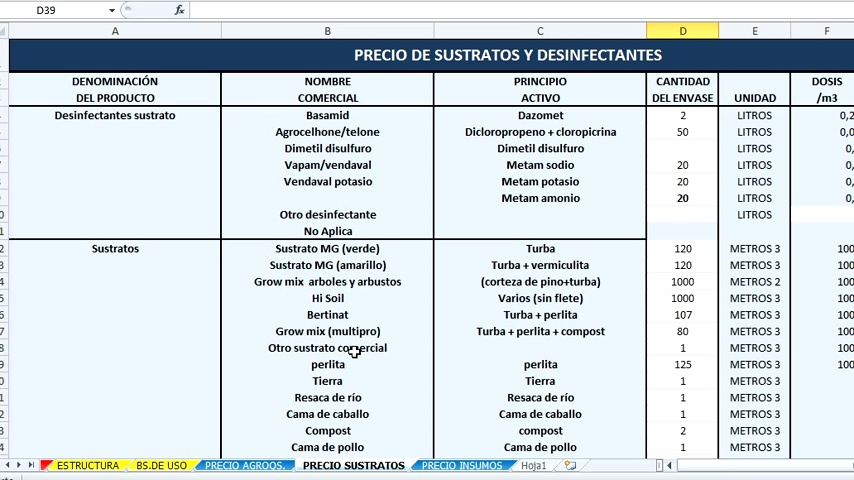 D39 fx
A B C D E F
PRECIO DE SUSTRATOS Y DESINFECTANTES
DENOMINACIÓN NOMBRE PRINCIPIO CANTIDAD DOSIS
DEL PRODUCTO COMERCIAL ACTIVO DEL ENVASE UNIDAD /m3
Desinfectantes sustrato Basamid Dazomet 2 LITROS 0,2
Agrocelhone/telone Dicloropropeno + cloropicrina 50 LITROS 0,0
Dimetil disulfuro Dimetil disulfuro LITROS 0,
Vapam/vendaval Metam sodio 20 LITROS 0,
Vendaval potasio Metam potasio 20 LITROS 0,
Metam amonio 20 LITROS 0,
Otro desinfectante LITROS
No Aplica
Sustratos Sustrato MG (verde) Turba 120 METROS 3 100
Sustrato MG (amarillo) Turba + vermiculita 120 METROS 3 100
Grow mix arboles y arbustos (corteza de pino+turba) 1000 METROS 2 100
Hi Soil Varios (sin flete) 1000 METROS 3 100
Bertinat Turba + perlita 107 METROS 3 100
Grow mix (multipro) Turba + perlita + compost 80 METROS 3 100
Otro sustrato comercial 1 METROS 3 100
perlita perlita 125 METROS 3 100
Tierra Tierra 1 METROS 3
Resaca de río Resaca de río 1 METROS 3
Cama de caballo Cama de caballo 1 METROS 3
Compost compost 2 METROS 3
Cama de pollo Cama de pollo 1 METROS 3
ESTRUCTURA BS.DE USO PRECIO AGROQS. PRECIO SUSTRATOS PRECIO INSUMOS Hoja1